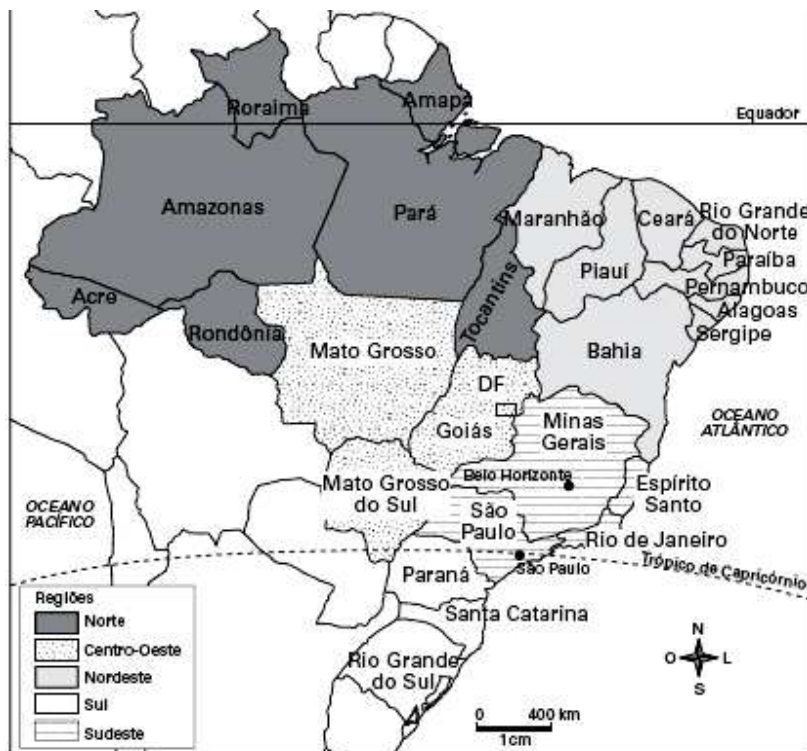 Roraima
Amapá
Equador
Amazonas
Pará
Maranhão
Ceará
Rio Grande
do Norte
Paraíba
Piauí
Pernambuco
Acre
Tocantins
Alagoas
Rondônia
Sergipe
Mato Grosso
Bahia
DF
Goiás
Minas
Gerais
OCEANO
ATLÂNTICO
Belo Horizonte
Mato Grosso
do Sul
Espírito
Santo
OCEANO
PACÍFICO
São
Paulo
Rio de Janeiro
São Paulo
Trópico de Capricórnio
Paraná
Santa Catarina
Rio Grande
do Sul
Regiões
Norte
Centro-Oeste
Nordeste
Sul
Sudeste
N
O L
S
0 400 km
1cm